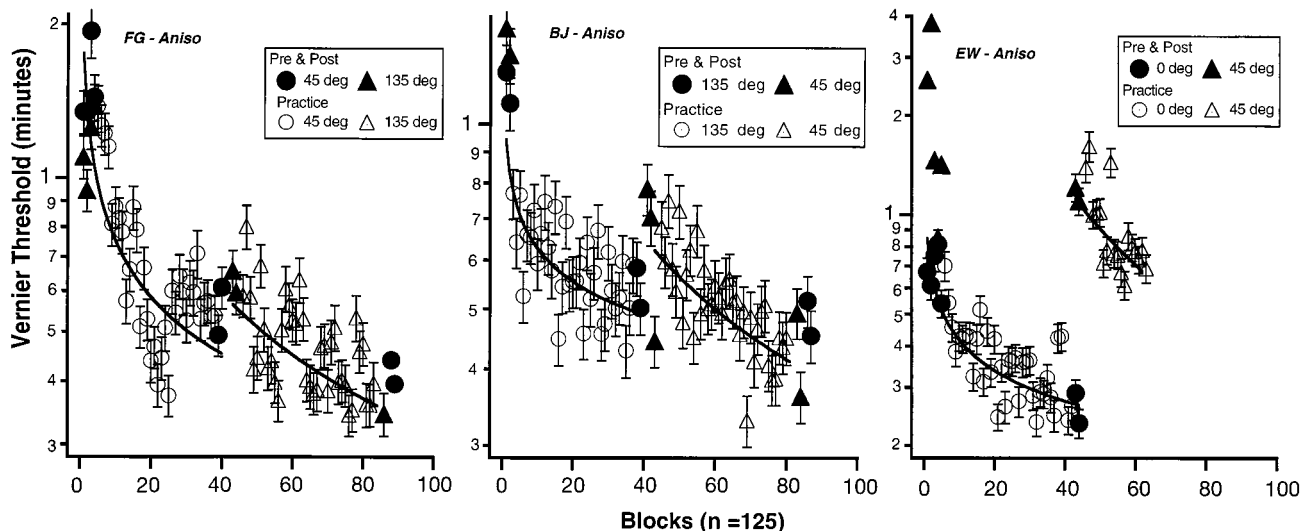 Vernier Threshold (minutes)
FG - Aniso
Pre & Post
45 deg 135 deg
Practice
45 deg 135 deg
2
1
9
8
7
6
5
4
3
0 20 40 60 80 100
BJ - Aniso
Pre & Post
135 deg 45 deg
Practice
135 deg 45 deg
1
9
8
7
6
5
4
3
0 20 40 60 80 100
EW - Aniso
Pre & Post
0 deg 45 deg
Practice
0 deg 45 deg
4
3
2
1
9
8
7
6
5
4
3
2
0 20 40 60 80 100
Blocks (n =125)